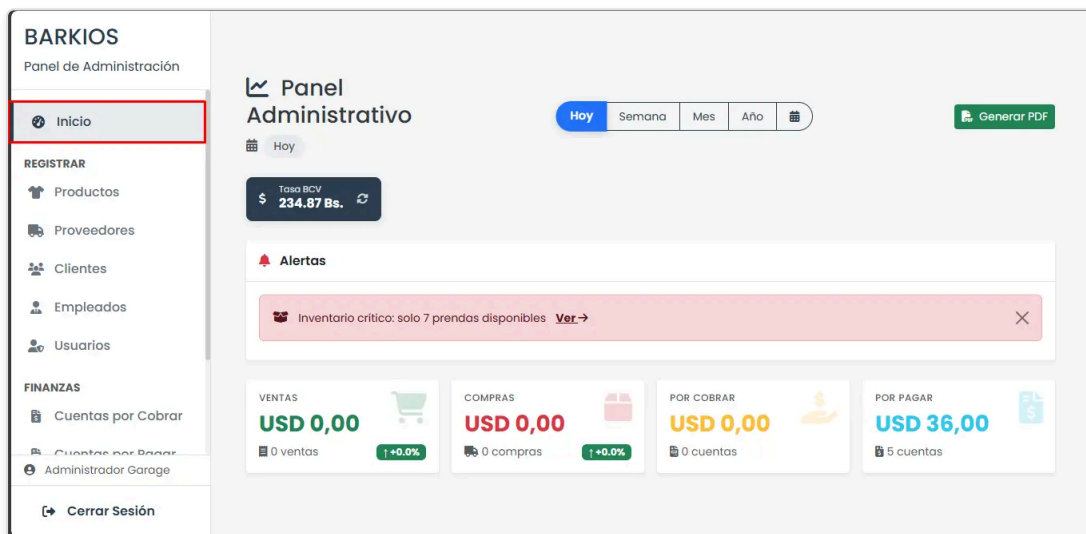 BARKIOS
Panel de Administración
Inicio
REGISTRAR
Productos
Proveedores
Clientes
Empleados
Usuarios
FINANZAS
Cuentas por Cobrar
Cuentas por Pagar
Administrador Garage
Cerrar Sesión
Panel
Administrativo
Hoy
Hoy Semana Mes Año
Generar PDF
Tasa BCV
$ 234.87 Bs.
Alertas
Inventario crítico: solo 7 prendas disponibles Ver→
VENTAS
USD 0,00
0 ventas ↑+0.0%
COMPRAS
USD 0,00
0 compras ↑+0.0%
POR COBRAR
USD 0,00
0 cuentas
POR PAGAR
USD 36,00
5 cuentas